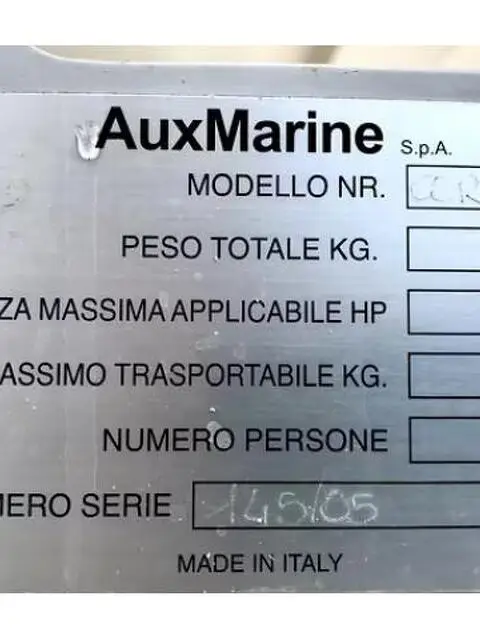 AuxMarine S.p.A.
MODELLO NR.
PESO TOTALE KG.
ZA MASSIMA APPLICABILE HP
ASSIMO TRASPORTABILE KG.
NUMERO PERSONE
MERO SERIE 145/05
MADE IN ITALY